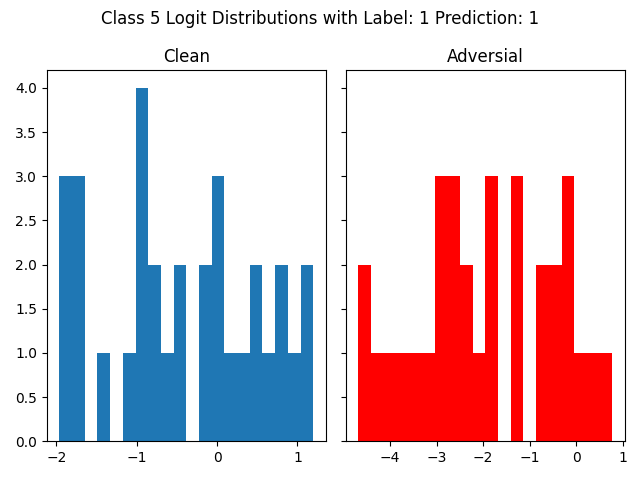 Class 5 Logit Distributions with Label: 1 Prediction: 1
Clean
Adversial
4.0
3.5
3.0
2.5
2.0
1.5
1.0
0.5
0.0
−2 −1 0 1
−4 −3 −2 −1 0 1